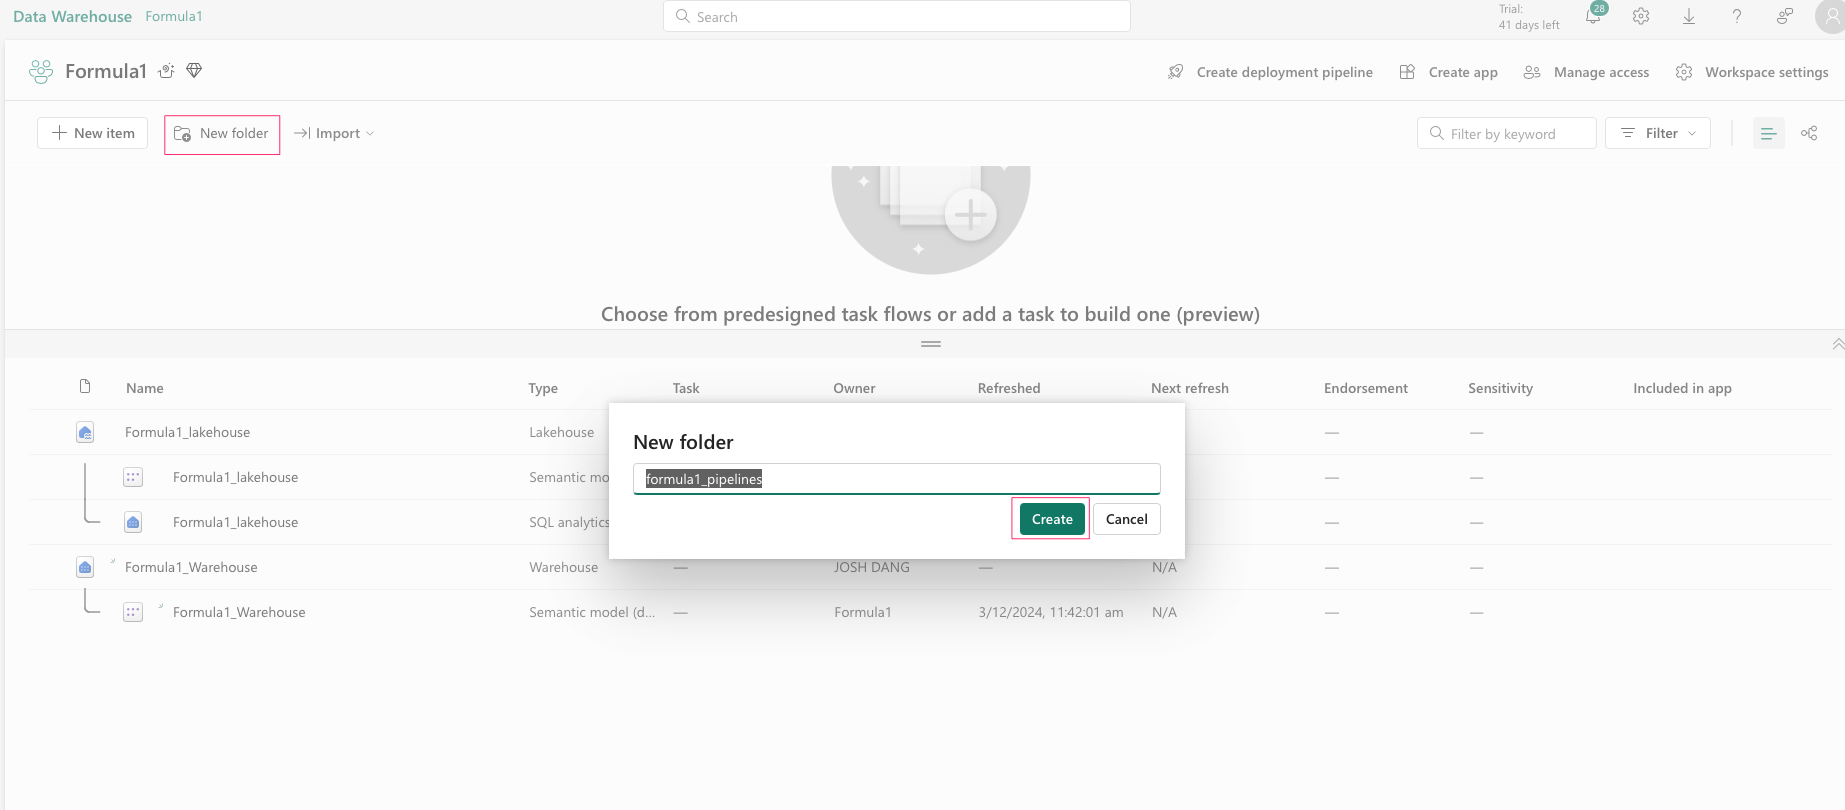 Data Warehouse Formula1
Search
Trial:
41 days left
28
Formula1
Create deployment pipeline Create app Manage access Workspace settings
New item New folder Import
Filter by keyword Filter
Choose from predesigned task flows or add a task to build one (preview)
Name Type Task Owner Refreshed Next refresh Endorsement Sensitivity Included in app
Formula1_lakehouse Lakehouse — —
Formula1_lakehouse Semantic mo — —
Formula1_lakehouse SQL analytics — —
New folder
formula1_pipelines
Create Cancel
Formula1_Warehouse Warehouse — JOSH DANG — N/A — —
Formula1_Warehouse Semantic model (d... — Formula1 3/12/2024, 11:42:01 am N/A — —